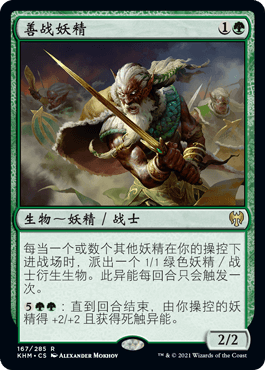 善战妖精 1
生物～妖精／战士
每当一个或数个其他妖精在你的操控下
进战场时，派出一个 1/1 绿色妖精／战
士衍生生物。此异能每回合只会触发一
次。
5：直到回合结束，由你操控的妖
精得 +2/+2 且获得死触异能。
2/2
167/285 R
KHM • CS ALEXANDER MOKHOV
™ & © 2021 Wizards of the Coast